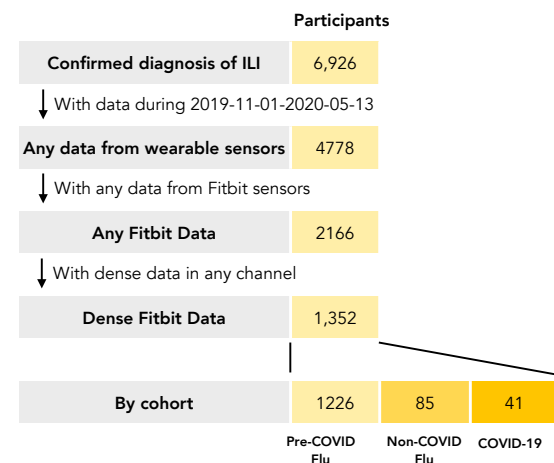 Participants
Confirmed diagnosis of ILI 6,926
With data during 2019-11-01-2020-05-13
Any data from wearable sensors 4778
With any data from Fitbit sensors
Any Fitbit Data 2166
With dense data in any channel
Dense Fitbit Data 1,352
By cohort 1226 85 41
Pre-COVID Non-COVID COVID-19
Flu Flu